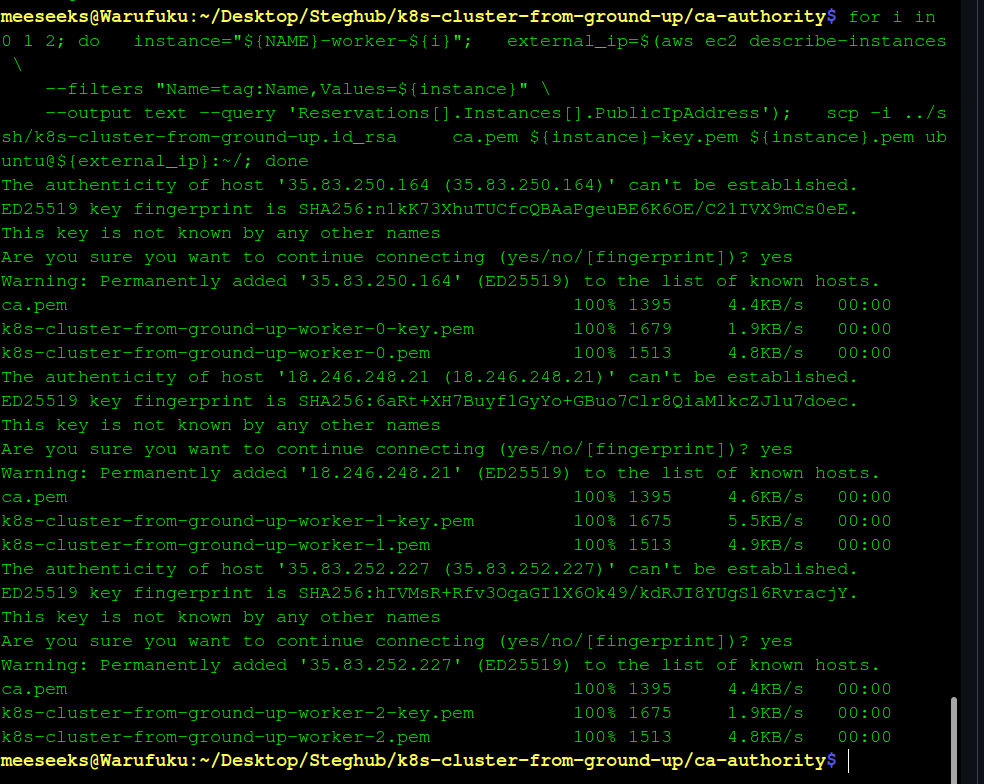 meeseeks@Warufuku:~/Desktop/Steghub/k8s-cluster-from-ground-up/ca-authority$ for i in
0 1 2; do   instance="${NAME}-worker-${i}";   external_ip=$(aws ec2 describe-instances
 \
    --filters "Name=tag:Name,Values=${instance}" \
    --output text --query 'Reservations[].Instances[].PublicIpAddress');   scp -i ../s
sh/k8s-cluster-from-ground-up.id_rsa     ca.pem ${instance}-key.pem ${instance}.pem ub
untu@${external_ip}:~/; done
The authenticity of host '35.83.250.164 (35.83.250.164)' can't be established.
ED25519 key fingerprint is SHA256:nlkK73XhuTUCfcQBAaPgeuBE6K6OE/C2lIVX9mCs0eE.
This key is not known by any other names
Are you sure you want to continue connecting (yes/no/[fingerprint])? yes
Warning: Permanently added '35.83.250.164' (ED25519) to the list of known hosts.
ca.pem                                              100% 1395     4.4KB/s   00:00
k8s-cluster-from-ground-up-worker-0-key.pem         100% 1679     1.9KB/s   00:00
k8s-cluster-from-ground-up-worker-0.pem             100% 1513     4.8KB/s   00:00
The authenticity of host '18.246.248.21 (18.246.248.21)' can't be established.
ED25519 key fingerprint is SHA256:6aRt+XH7Buyf1GyYo+GBuo7Clr8QiaMlkcZJlu7doec.
This key is not known by any other names
Are you sure you want to continue connecting (yes/no/[fingerprint])? yes
Warning: Permanently added '18.246.248.21' (ED25519) to the list of known hosts.
ca.pem                                              100% 1395     4.6KB/s   00:00
k8s-cluster-from-ground-up-worker-1-key.pem         100% 1675     5.5KB/s   00:00
k8s-cluster-from-ground-up-worker-1.pem             100% 1513     4.9KB/s   00:00
The authenticity of host '35.83.252.227 (35.83.252.227)' can't be established.
ED25519 key fingerprint is SHA256:hIVMsR+Rfv3OqaGI1X6Ok49/kdRJI8YUgS16RvracjY.
This key is not known by any other names
Are you sure you want to continue connecting (yes/no/[fingerprint])? yes
Warning: Permanently added '35.83.252.227' (ED25519) to the list of known hosts.
ca.pem                                              100% 1395     4.4KB/s   00:00
k8s-cluster-from-ground-up-worker-2-key.pem         100% 1675     1.9KB/s   00:00
k8s-cluster-from-ground-up-worker-2.pem             100% 1513     4.8KB/s   00:00
meeseeks@Warufuku:~/Desktop/Steghub/k8s-cluster-from-ground-up/ca-authority$